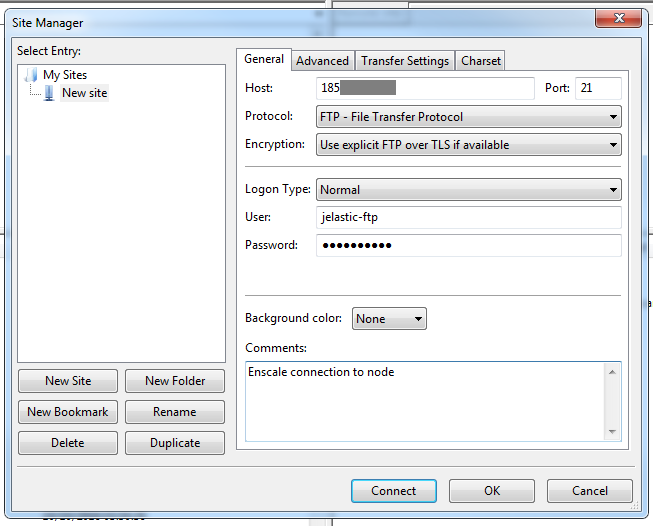 Site Manager
Select Entry:
My Sites
New site
New Site
New Folder
New Bookmark
Rename
Delete
Duplicate
General
Advanced
Transfer Settings
Charset
Host:
185
Port:
21
Protocol:
FTP - File Transfer Protocol
Encryption:
Use explicit FTP over TLS if available
Logon Type:
Normal
User:
jelastic-ftp
Password:
●●●●●●●●●●
Background color:
None
Comments:
Enscale connection to node
Connect
OK
Cancel